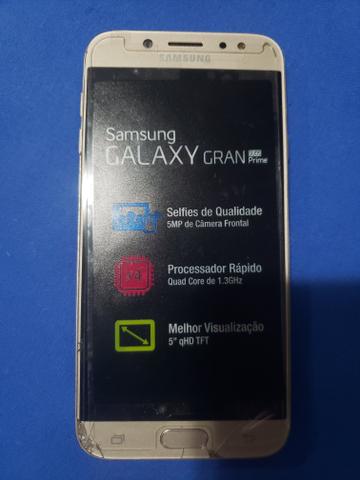 SAMSUNG
Samsung
GALAXY GRAN Prime
Selfies de Qualidade
5MP de Câmera Frontal
x4
Processador Rápido
Quad Core de 1.3GHz
Melhor Visualização
5" qHD TFT